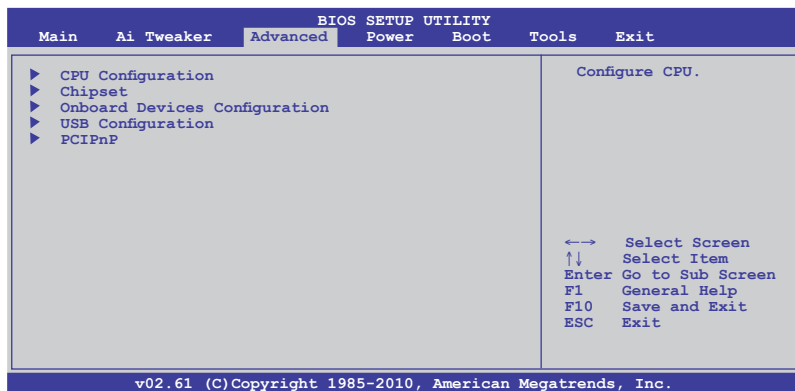 BIOS SETUP UTILITY
Main Ai Tweaker Advanced Power Boot Tools Exit
CPU Configuration
Chipset
Onboard Devices Configuration
USB Configuration
PCIPnP
Configure CPU.
←→ Select Screen
↑↓ Select Item
Enter Go to Sub Screen
F1 General Help
F10 Save and Exit
ESC Exit
v02.61 (C)Copyright 1985-2010, American Megatrends, Inc.